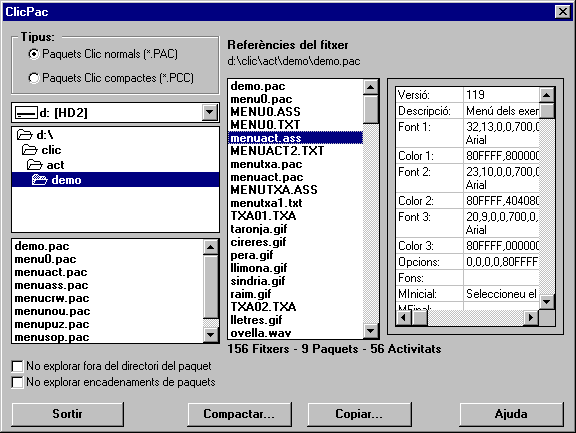 ClicPac
Tipus:
Paquets Clic normals (*.PAC)
Paquets Clic compactes (*.PCC)
d: [HD2]
d:\
clic
act
demo
demo.pac
menu0.pac
menuact.pac
menuass.pac
menucrw.pac
menunou.pac
menupuz.pac
menusop.pac
No explorar fora del directori del paquet
No explorar encadenaments de paquets
Referències del fitxer
d:\clic\act\demo\demo.pac
demo.pac
menu0.pac
MENU0.ASS
MENU0.TXT
menuact.ass
MENUACT2.TXT
menutxa.pac
menuact.pac
MENUTXA.ASS
menutxa1.txt
TXA01.TXA
taronja.gif
cireres.gif
pera.gif
llimona.gif
sindria.gif
raim.gif
TXA02.TXA
lletres.gif
ovella.wav
156 Fitxers - 9 Paquets - 56 Activitats
Versió: 119
Descripció: Menú dels exer
Font 1: 32,13,0,0,700,0
Arial
Color 1: 80FFFF,800000
Font 2: 23,10,0,0,700,0
Arial
Color 2: 80FFFF,404080
Font 3: 20,9,0,0,700,0,
Arial
Color 3: 80FFFF,000000
Opcions: 0,0,0,0,80FFFF
Fons:
MInicial: Seleccioneu el
MFinal:
Sortir
Compactar...
Copiar...
Ajuda